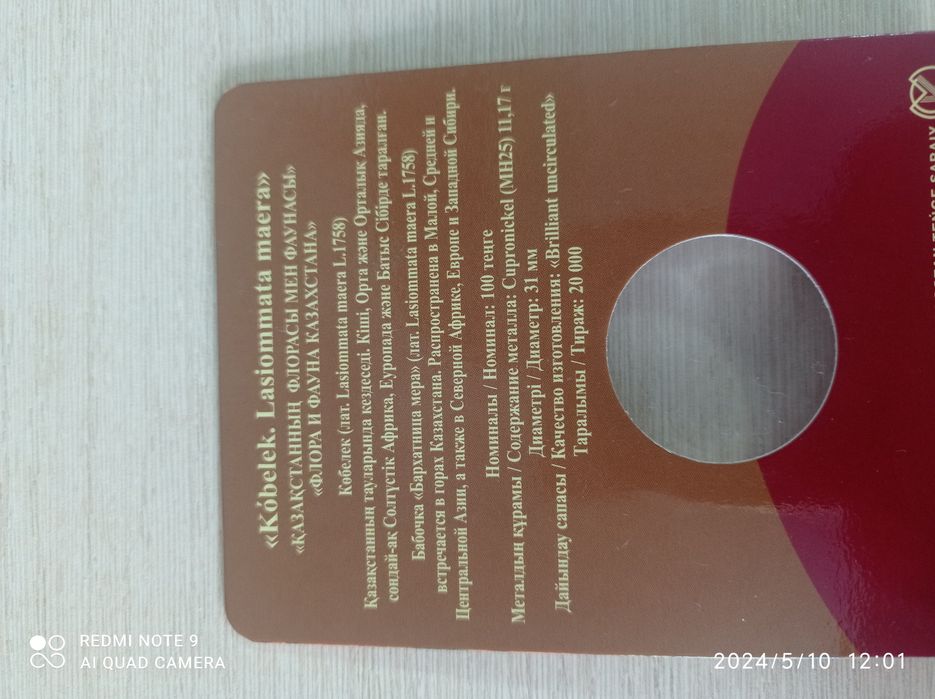 «Kóbelek. Lasiommata maera»
«ҚАЗАҚСТАННЫҢ ФЛОРАСЫ МЕН ФАУНАСЫ»
«ФЛОРА И ФАУНА КАЗАХСТАНА»
Көбелек (лат. Lasiommata maera L.1758)
Қазақстанның тауларында кездеседі. Кіші, Орта және Орталық Азияда,
сондай-ақ Солтүстік Африка, Еуропада және Батыс Сібірде таралған.
Бабочка «Бархатница мера» (лат. Lasiommata maera L.1758)
встречается в горах Казахстана. Распространена в Малой, Средней и
Центральной Азии, а также в Северной Африке, Европе и Западной Сибири.
Номиналы / Номинал: 100 тенге
Металдың құрамы / Содержание металла: Cupronickel (МН25) 11,17 г
Диаметрі / Диаметр: 31 мм
Дайындау сапасы / Качество изготовления: «Brilliant uncirculated»
Таралымы / Тираж: 20 000
TEŃGE SARAIY
REDMI NOTE 9
AI QUAD CAMERA
2024/5/10 12:01